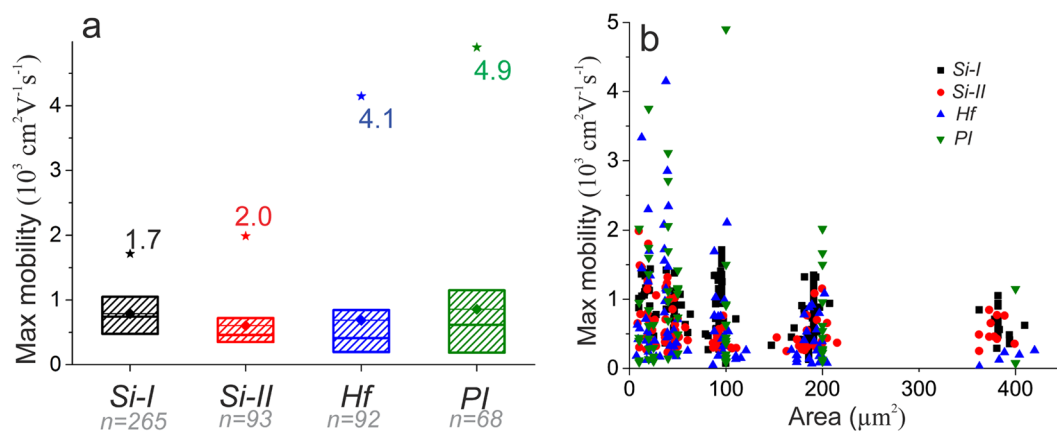 a
Max mobility (10³ cm²V⁻¹s⁻¹)
4
3
2
1
0
1.7
2.0
4.1
4.9
Si-I
Si-II
Hf
PI
n=265
n=93
n=92
n=68
b
Max mobility (10³ cm²V⁻¹s⁻¹)
5
4
3
2
1
0
Si-I
Si-II
Hf
PI
0 100 200 300 400
Area (µm²)